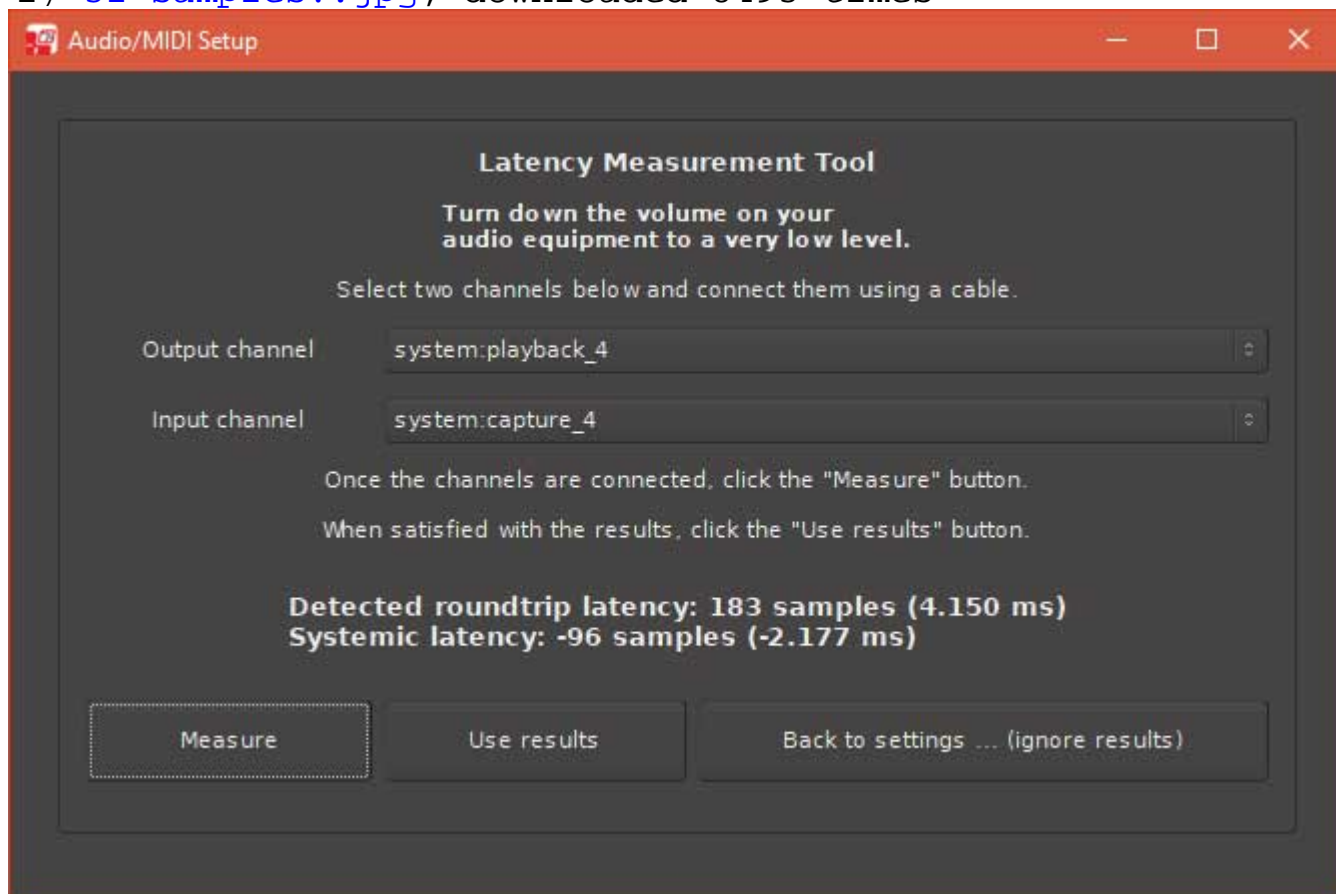 Audio/MIDI Setup
Latency Measurement Tool
Turn down the volume on your
audio equipment to a very low level.
Select two channels below and connect them using a cable.
Output channel system:playback_4
Input channel system:capture_4
Once the channels are connected, click the "Measure" button.
When satisfied with the results, click the "Use results" button.
Detected roundtrip latency: 183 samples (4.150 ms)
Systemic latency: -96 samples (-2.177 ms)
Measure Use results Back to settings ... (ignore results)